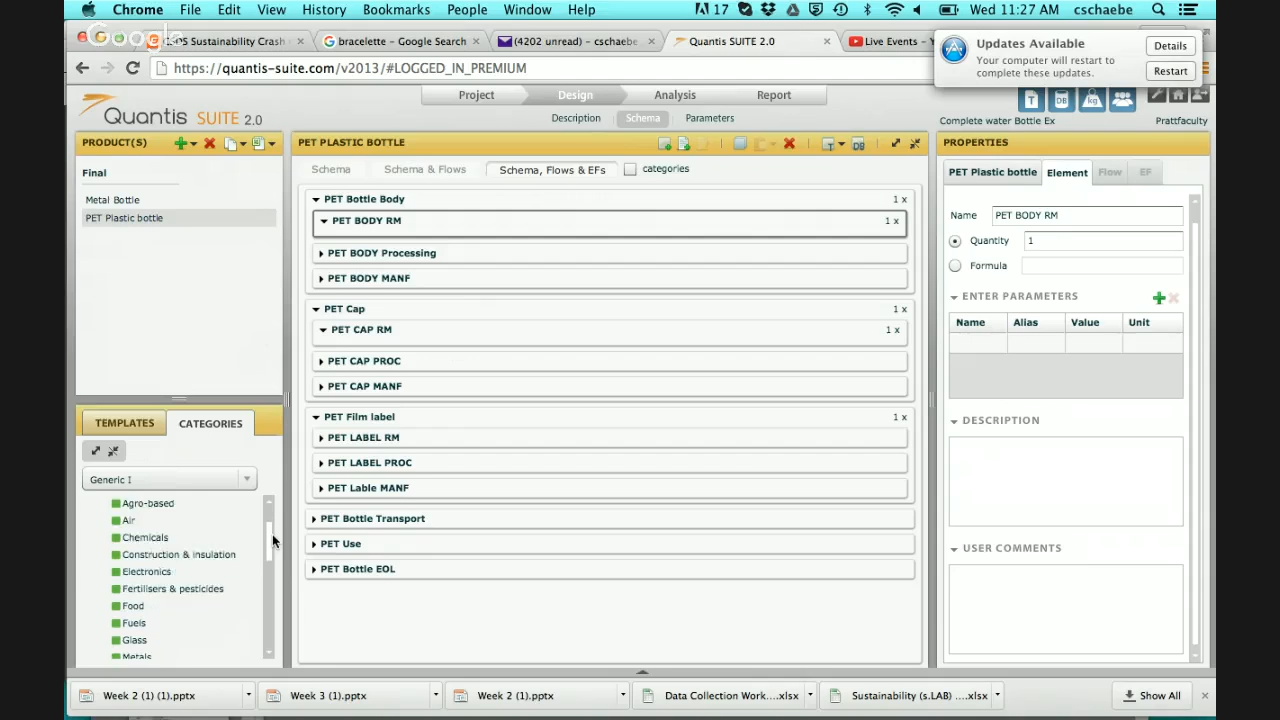 Chrome File Edit View History Bookmarks People Window Help 17 Wed 11:27 AM cschaebe
Google
LPS Sustainability Crash × bracelette – Google Search × (4202 unread) – cschaebe × Quantis SUITE 2.0 × Live Events – Y
Updates Available
Your computer will restart to
complete these updates.
Details
Restart
https://quantis-suite.com/v2013/#LOGGED_IN_PREMIUM
Quantis SUITE 2.0
Project Design Analysis Report
Description Schema Parameters
T DB kg
Complete water Bottle Ex Prattfaculty
PRODUCT(S)
Final
Metal Bottle
PET Plastic bottle
TEMPLATES CATEGORIES
Generic I
Agro-based
Air
Chemicals
Construction & insulation
Electronics
Fertilisers & pesticides
Food
Fuels
Glass
Metals
PET PLASTIC BOTTLE
T DB
Schema Schema & Flows Schema, Flows & EFs categories
PET Bottle Body 1 x
PET BODY RM 1 x
PET BODY Processing
PET BODY MANF
PET Cap 1 x
PET CAP RM 1 x
PET CAP PROC
PET CAP MANF
PET Film label 1 x
PET LABEL RM
PET LABEL PROC
PET Lable MANF
PET Bottle Transport
PET Use
PET Bottle EOL
PROPERTIES
PET Plastic bottle Element Flow EF
Name PET BODY RM
Quantity 1
Formula
ENTER PARAMETERS
Name Alias Value Unit
DESCRIPTION
USER COMMENTS
Week 2 (1) (1).pptx Week 3 (1).pptx Week 2 (1).pptx Data Collection Work....xlsx Sustainability (s.LAB) ....xlsx Show All